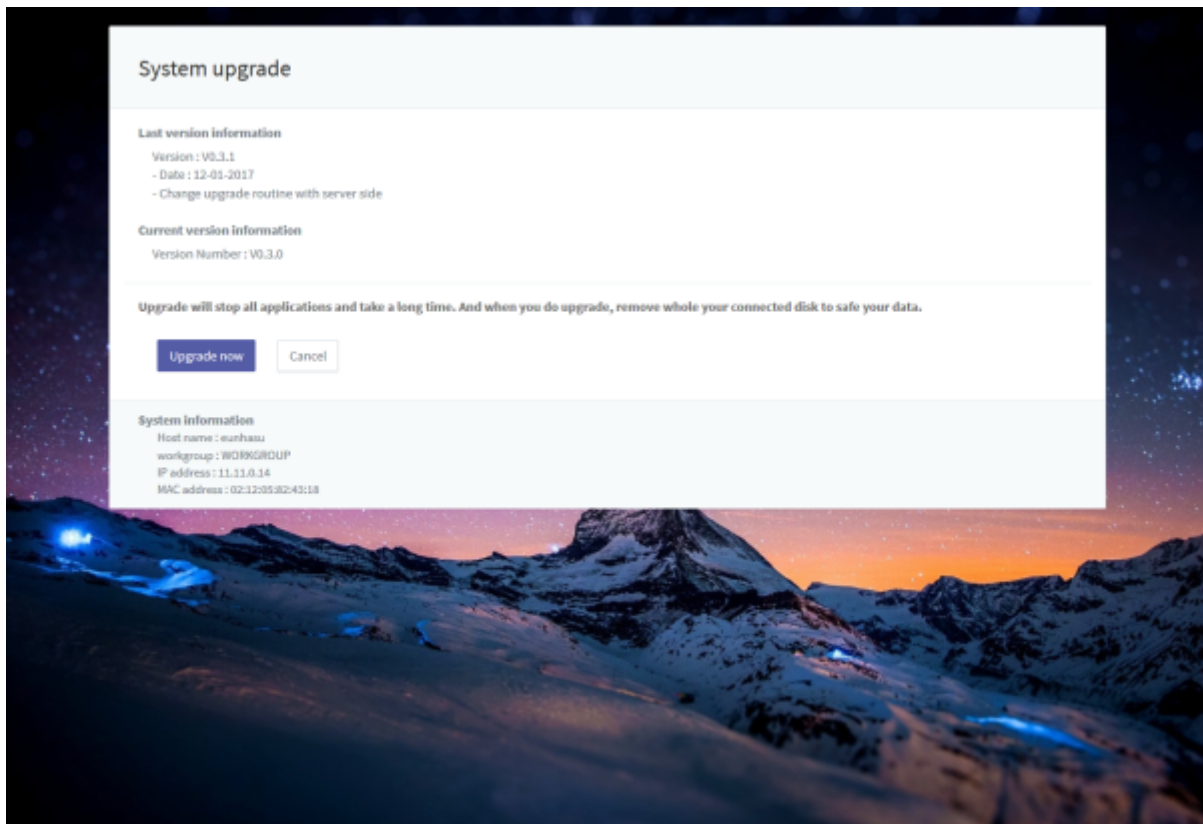 System upgrade
Last version information
Version : V0.3.1
- Date : 12-01-2017
- Change upgrade routine with server side
Current version information
Version Number : V0.3.0
Upgrade will stop all applications and take a long time. And when you do upgrade, remove whole your connected disk to safe your data.
Upgrade now Cancel
System information
Host name : eunhasu
workgroup : WORKGROUP
IP address : 11.11.0.14
MAC address : 02:12:05:82:43:18